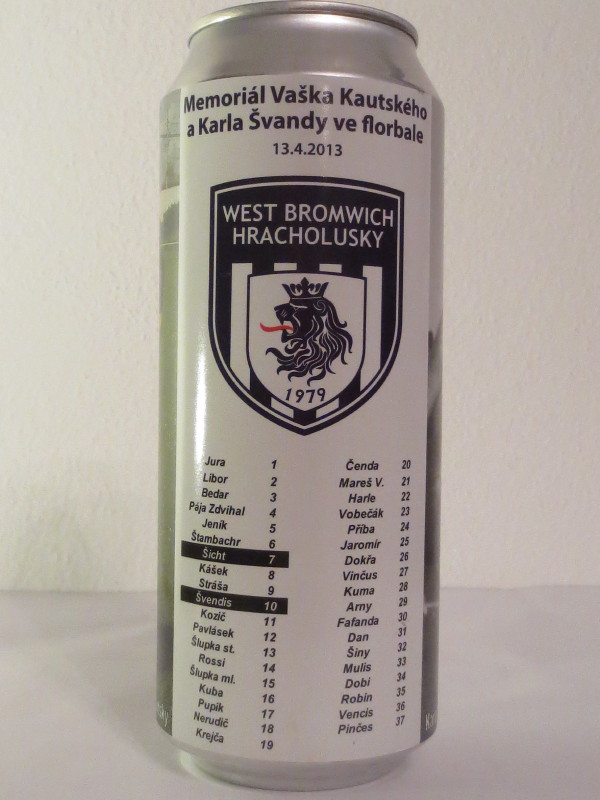 Memoriál Vaška Kautského
a Karla Švandy ve florbale
13.4.2013
WEST BROMWICH
HRACHOLUSKY
1979
Jura 1
Libor 2
Bedar 3
Pája Zdvihal 4
Jeník 5
Štambachr 6
Šicht 7
Kášek 8
Stráša 9
Švendis 10
Kozič 11
Pavlásek 12
Šlupka st. 13
Rossi 14
Šlupka ml. 15
Kuba 16
Pupík 17
Nerudič 18
Krejča 19
Čenda 20
Mareš V. 21
Harle 22
Vobečák 23
Příba 24
Jaromír 25
Dokřa 26
Vinčus 27
Kuma 28
Arny 29
Fafanda 30
Dan 31
Šíny 32
Mulis 33
Dobi 34
Robin 35
Vencis 36
Pinčes 37